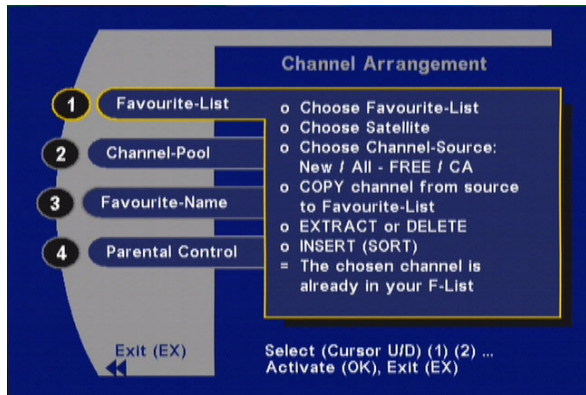 Channel Arrangement
1 Favourite-List
2 Channel-Pool
3 Favourite-Name
4 Parental Control
o Choose Favourite-List
o Choose Satellite
o Choose Channel-Source:
New / All - FREE / CA
o COPY channel from source
to Favourite-List
o EXTRACT or DELETE
o INSERT (SORT)
= The chosen channel is
already in your F-List
Exit (EX)
Select (Cursor U/D) (1) (2) ...
Activate (OK), Exit (EX)